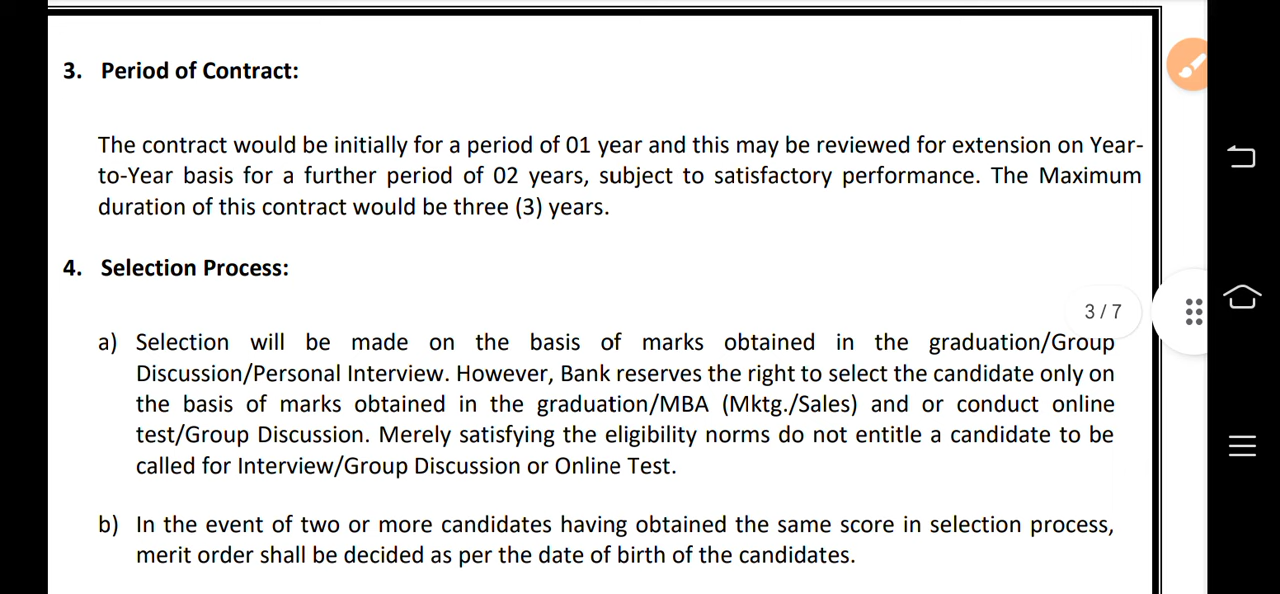 3. Period of Contract:
The contract would be initially for a period of 01 year and this may be reviewed for extension on Year-
to-Year basis for a further period of 02 years, subject to satisfactory performance. The Maximum
duration of this contract would be three (3) years.
4. Selection Process:
3 / 7
a) Selection will be made on the basis of marks obtained in the graduation/Group
Discussion/Personal Interview. However, Bank reserves the right to select the candidate only on
the basis of marks obtained in the graduation/MBA (Mktg./Sales) and or conduct online
test/Group Discussion. Merely satisfying the eligibility norms do not entitle a candidate to be
called for Interview/Group Discussion or Online Test.
b) In the event of two or more candidates having obtained the same score in selection process,
merit order shall be decided as per the date of birth of the candidates.